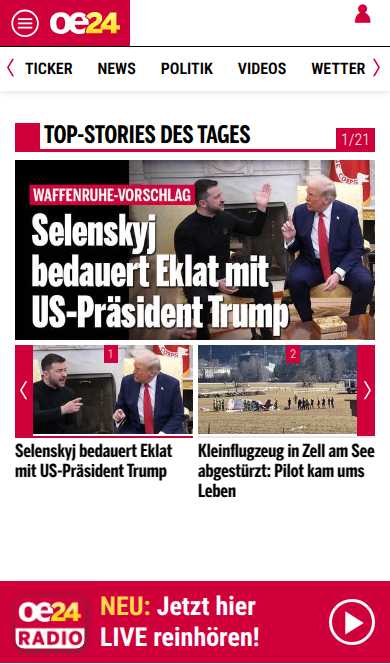 oe24
TICKER NEWS POLITIK VIDEOS WETTER
TOP-STORIES DES TAGES
1/21
WAFFENRUHE-VORSCHLAG
Selenskyj
bedauert Eklat mit
US-Präsident Trump
1
2
Selenskyj bedauert Eklat
mit US-Präsident Trump
Kleinflugzeug in Zell am See
abgestürzt: Pilot kam ums
Leben
oe24
RADIO
NEU: Jetzt hier
LIVE reinhören!